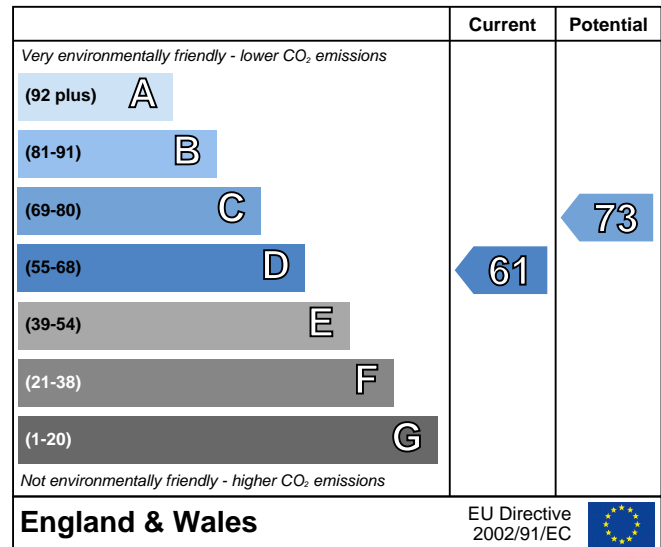 Current Potential
Very environmentally friendly - lower CO₂ emissions
(92 plus) A
(81-91) B
(69-80) C
73
(55-68) D
61
(39-54) E
(21-38) F
(1-20) G
Not environmentally friendly - higher CO₂ emissions
England & Wales
EU Directive
2002/91/EC